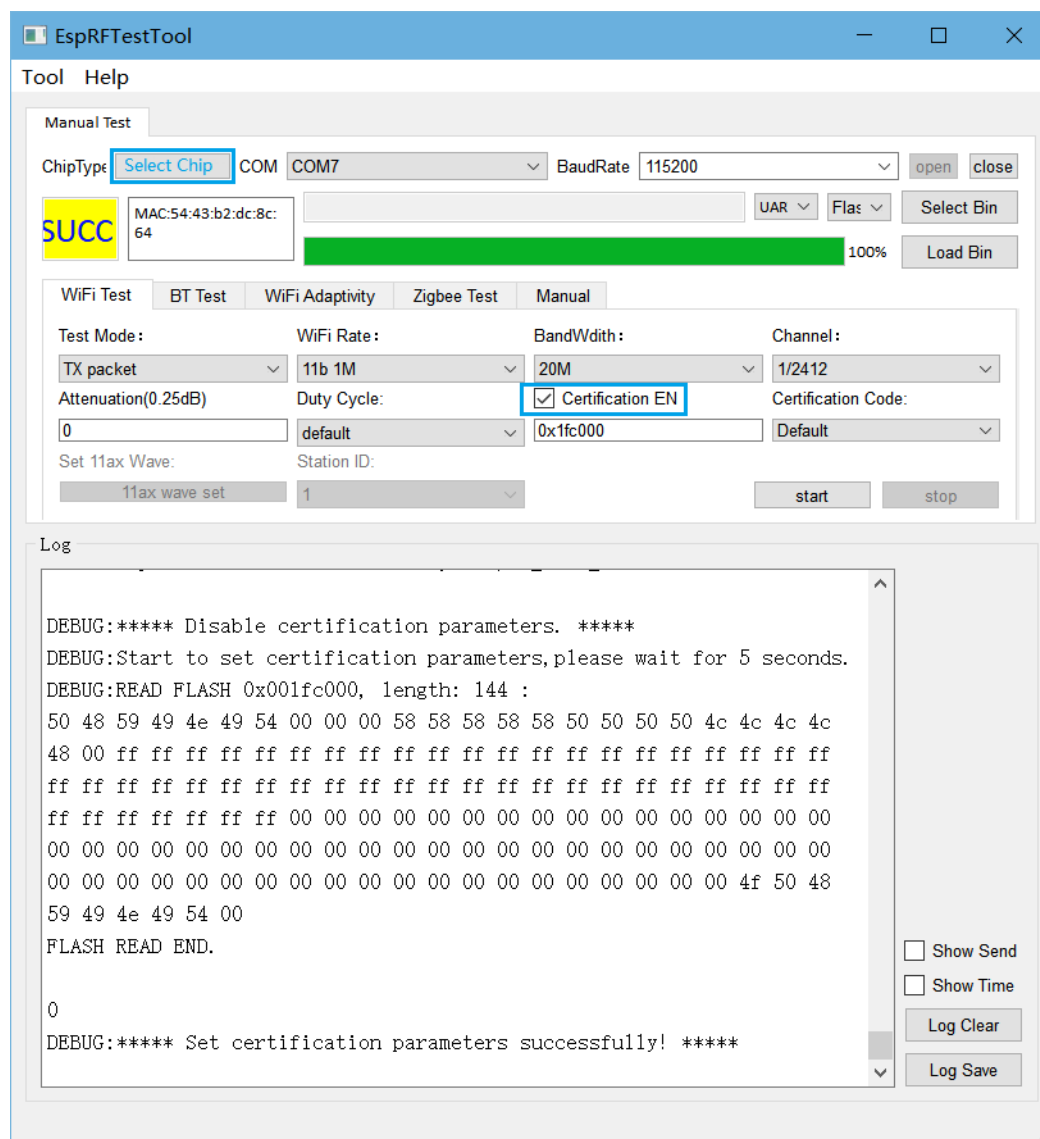 EspRFTestTool
Tool Help
Manual Test
ChipType Select Chip COM COM7 BaudRate 115200 open close
SUCC MAC:54:43:b2:dc:8c: UAR Flas Select Bin
64
100% Load Bin
WiFi Test BT Test WiFi Adaptivity Zigbee Test Manual
Test Mode: WiFi Rate: BandWdith: Channel:
TX packet 11b 1M 20M 1/2412
Attenuation(0.25dB) Duty Cycle: Certification EN Certification Code:
0 default 0x1fc000 Default
Set 11ax Wave: Station ID:
11ax wave set 1 start stop
Log
DEBUG:***** Disable certification parameters. *****
DEBUG:Start to set certification parameters,please wait for 5 seconds.
DEBUG:READ FLASH 0x001fc000, length: 144 :
50 48 59 49 4e 49 54 00 00 00 58 58 58 58 58 50 50 50 50 4c 4c 4c 4c
48 00 ff ff ff ff ff ff ff ff ff ff ff ff ff ff ff ff ff ff ff ff ff
ff ff ff ff ff ff ff ff ff ff ff ff ff ff ff ff ff ff ff ff ff ff ff
ff ff ff ff ff ff ff 00 00 00 00 00 00 00 00 00 00 00 00 00 00 00 00
00 00 00 00 00 00 00 00 00 00 00 00 00 00 00 00 00 00 00 00 00 00 00
00 00 00 00 00 00 00 00 00 00 00 00 00 00 00 00 00 00 00 00 4f 50 48
59 49 4e 49 54 00
FLASH READ END.
0
DEBUG:***** Set certification parameters successfully! *****
Show Send
Show Time
Log Clear
Log Save